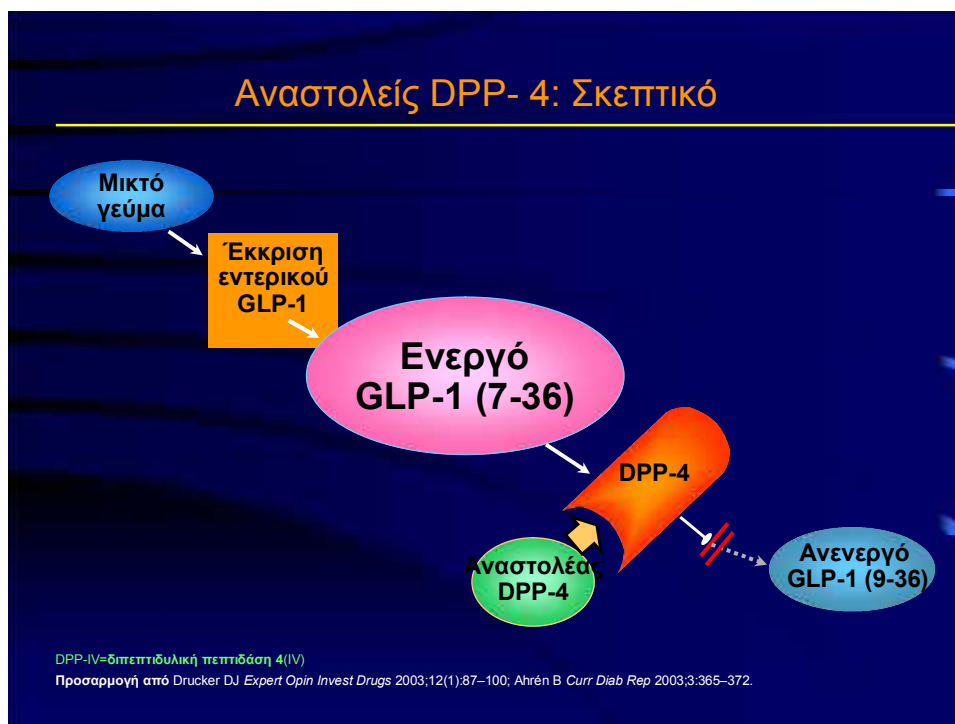 Αναστολείς DPP- 4: Σκεπτικό
Μικτό
γεύμα
Έκκριση
εντερικού
GLP-1
Ενεργό
GLP-1 (7-36)
DPP-4
Αναστολέας
DPP-4
Ανενεργό
GLP-1 (9-36)
DPP-IV=διπεπτιδυλική πεπτιδάση 4(IV)
Προσαρμογή από Drucker DJ Expert Opin Invest Drugs 2003;12(1):87–100; Ahrén B Curr Diab Rep 2003;3:365–372.